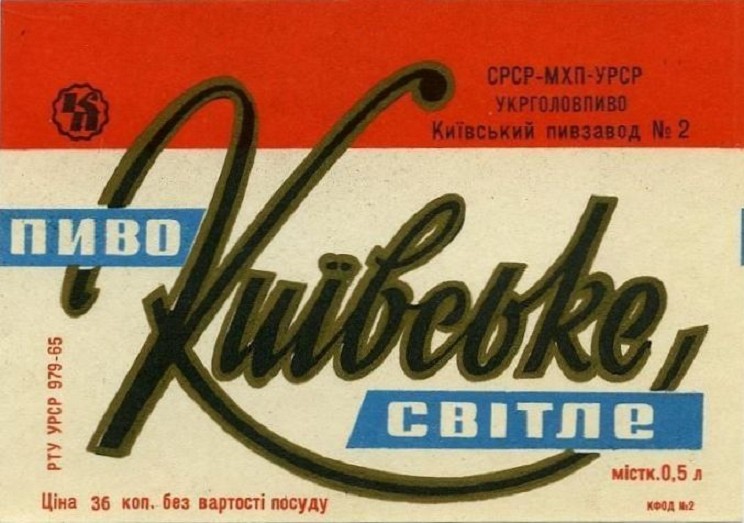 СРСР-МХП-УРСР
УКРГОЛОВПИВО
Київський пивзавод № 2
ПИВО
Київське,
СВІТЛЕ
РТУ УРСР 979-65
містк.0,5 л
Ціна 36 коп. без вартості посуду
КФОД №2